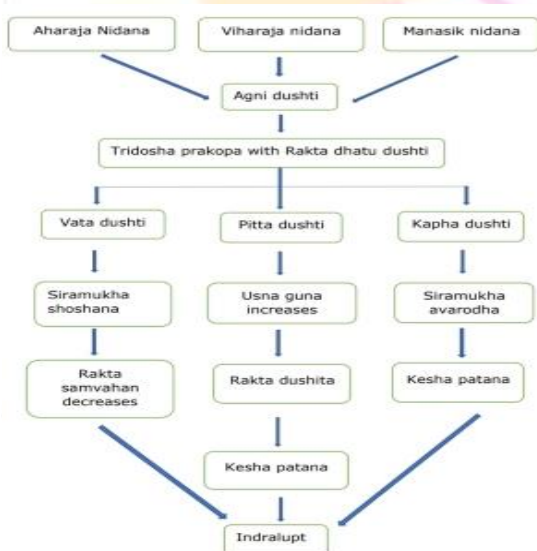 Aharaja Nidana
Viharaja nidana
Manasik nidana
Agni dushti
Tridosha prakopa with Rakta dhatu dushti
Vata dushti
Pitta dushti
Kapha dushti
Siramukha
shoshana
Usna guna
increases
Siramukha
avarodha
Rakta
samvahan
decreases
Rakta dushita
Kesha patana
Kesha patana
Indralupt